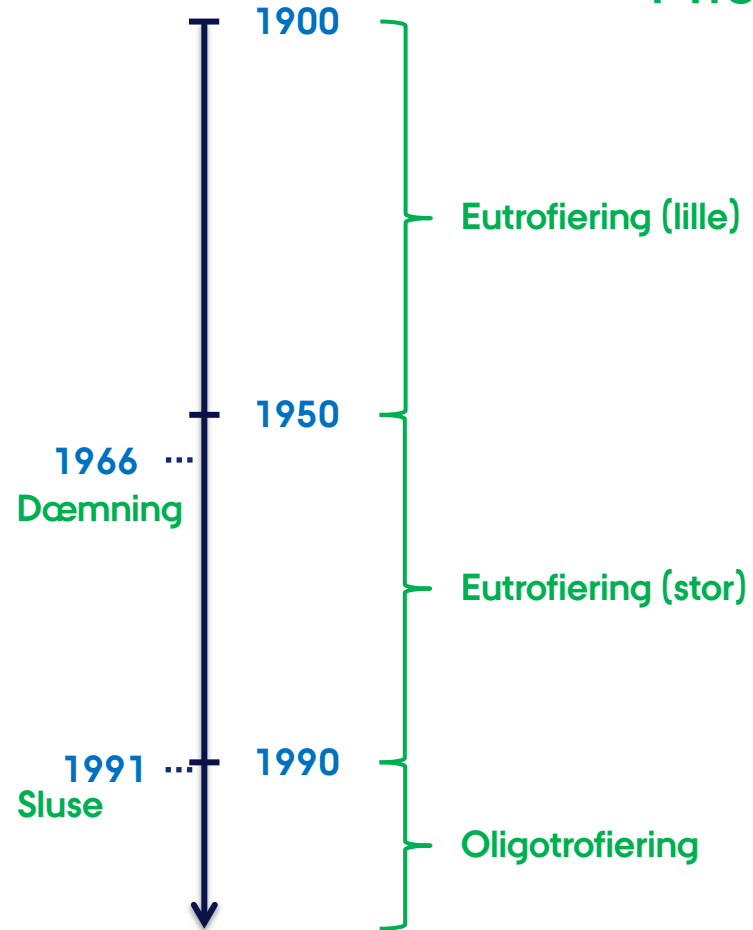 1900
Eutrofiering (lille)
1950
1966
Dæmning
Eutrofiering (stor)
1990
1991
Sluse
Oligotrofiering